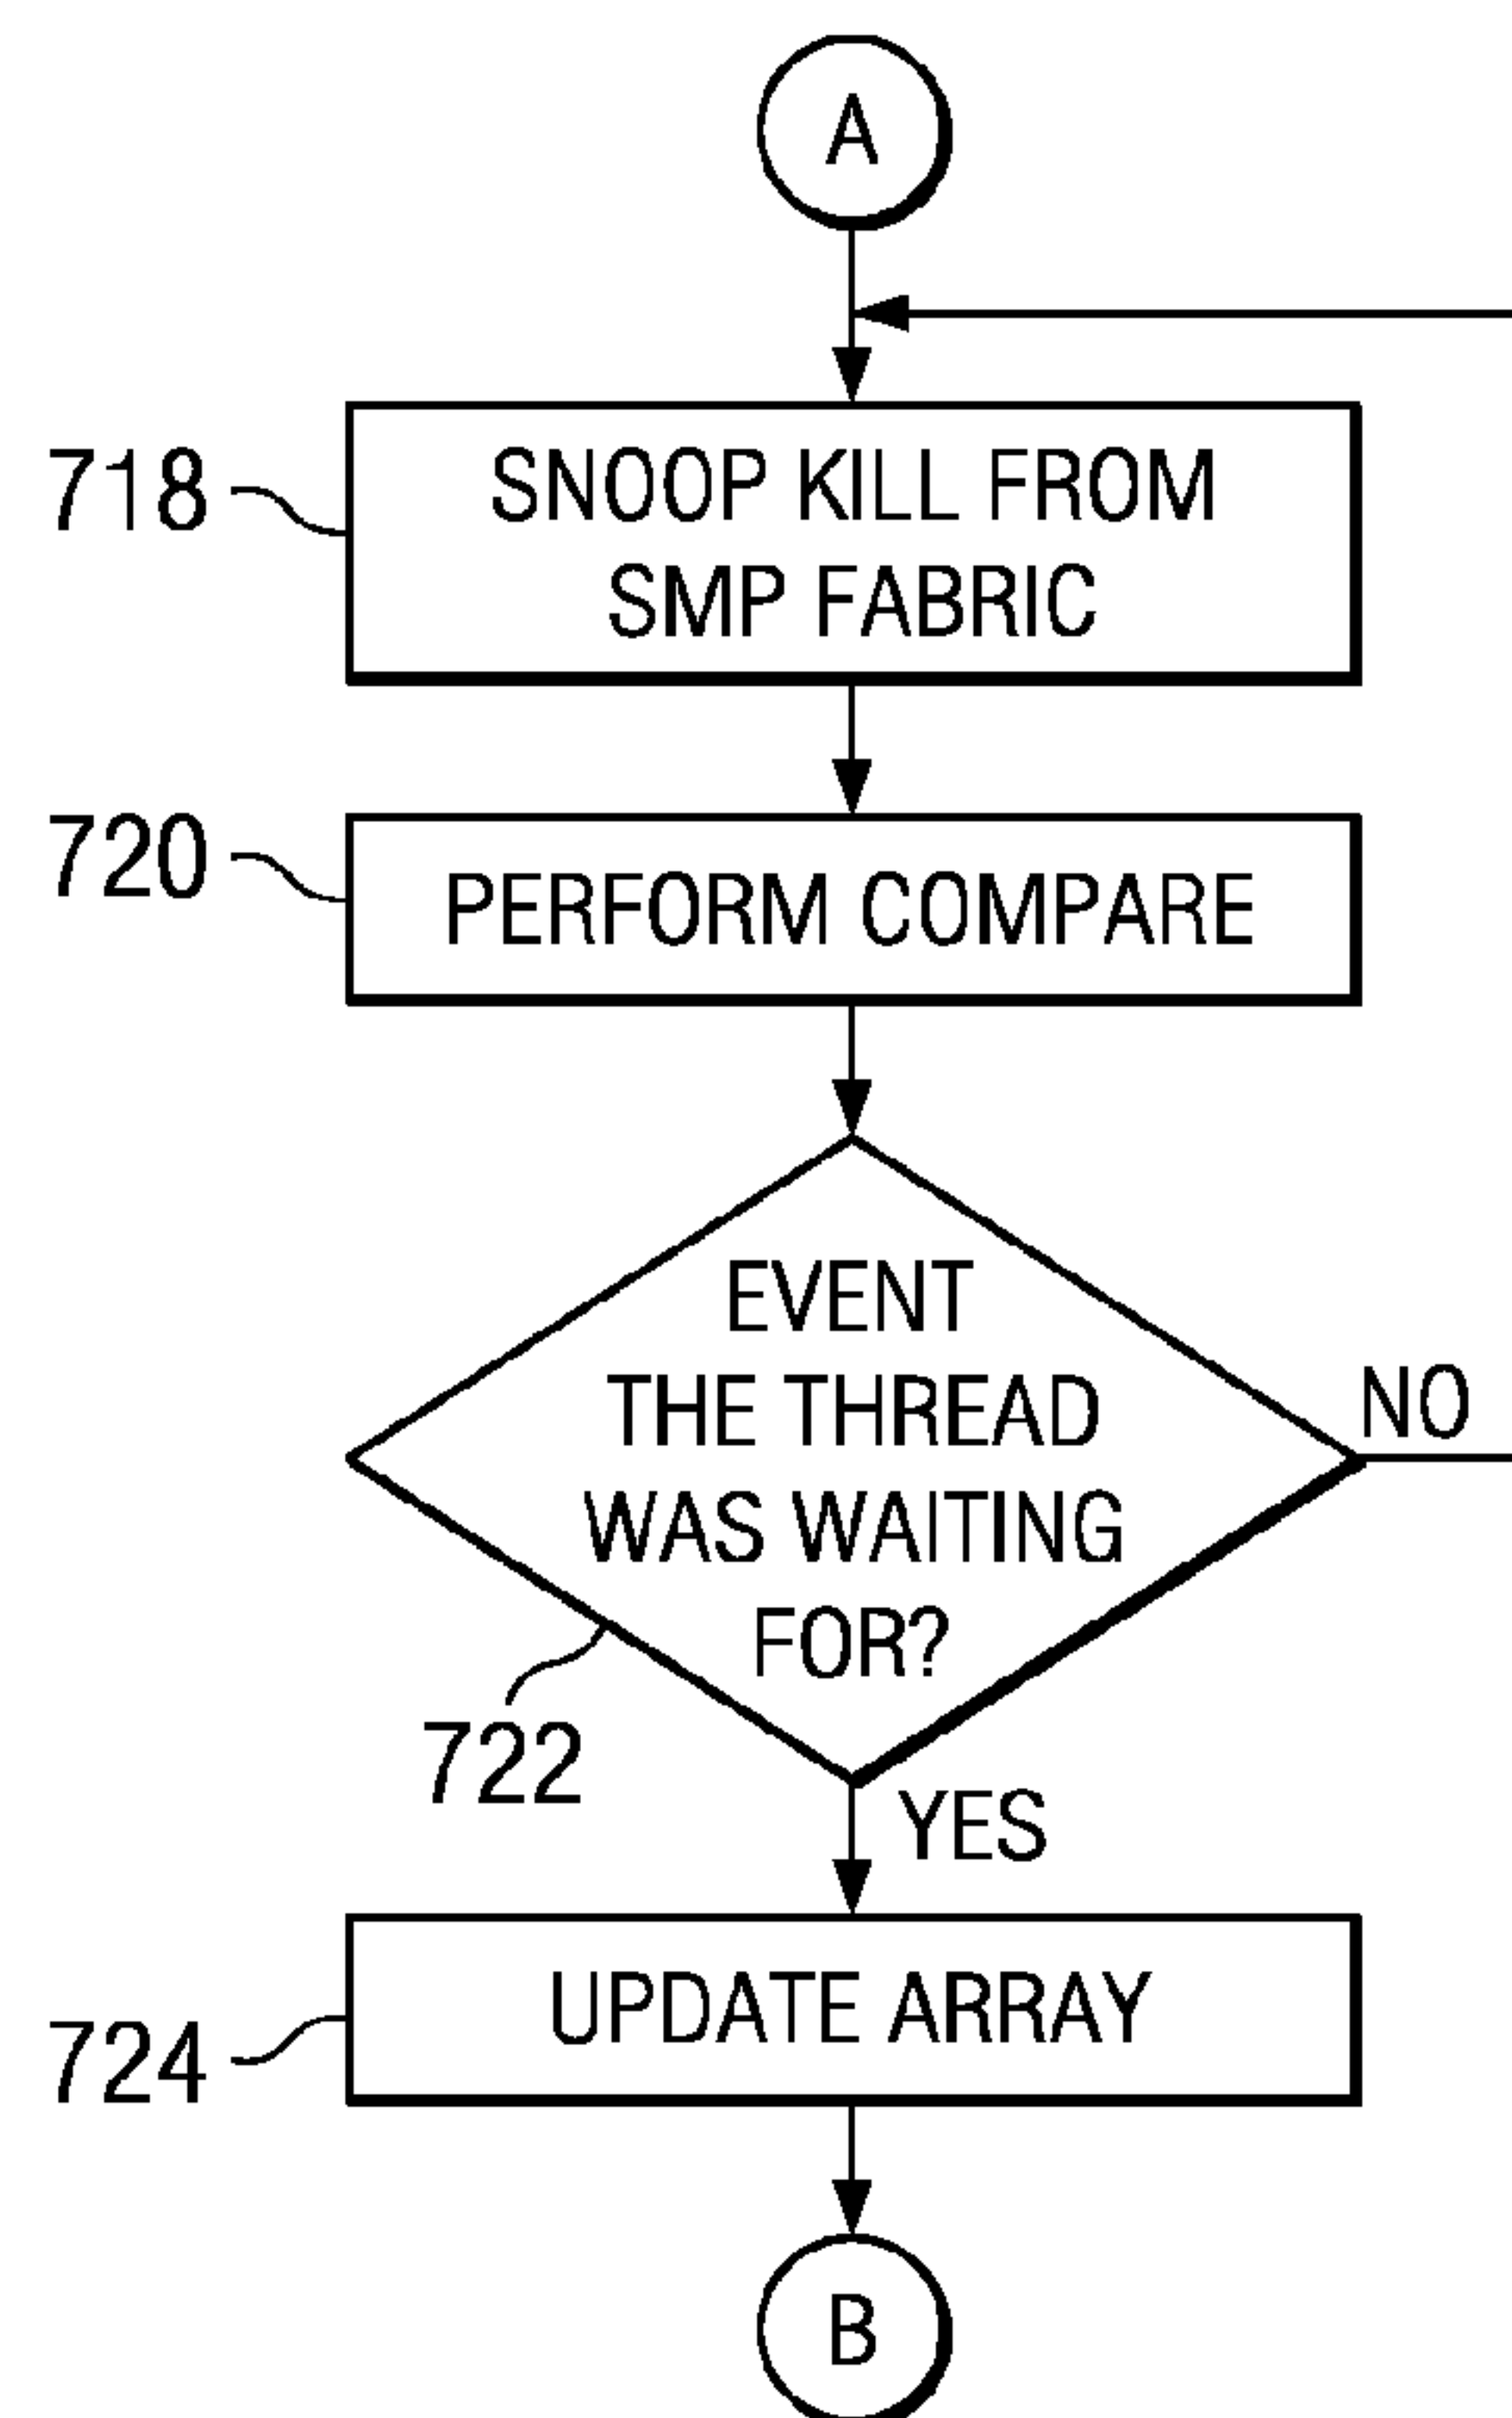 A
718
SNOOP KILL FROM
SMP FABRIC
720
PERFORM COMPARE
EVENT
THE THREAD
WAS WAITING
FOR?
NO
722
YES
724
UPDATE ARRAY
B